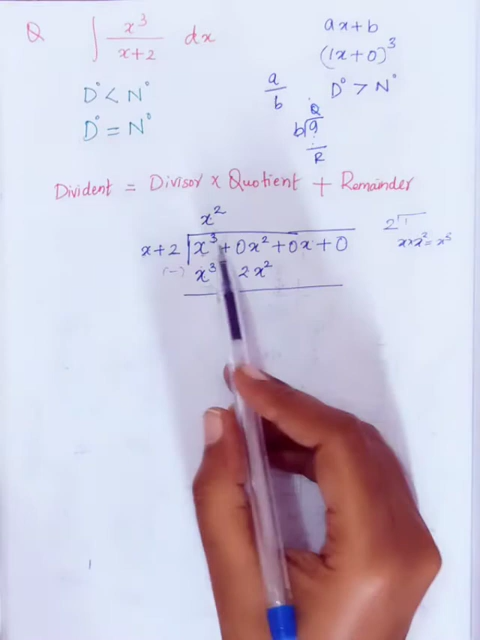 Q ∫ x³/(x+2) dx
ax+b
(1x+0)³
a/b D° > N°
D° < N°
D° = N°
Q
b)a
R
Divident = Divisor × Quotient + Remainder
x²
x+2 | x³+0x²+0x+0
(-) x³ 2x²
2
x×x²=x³